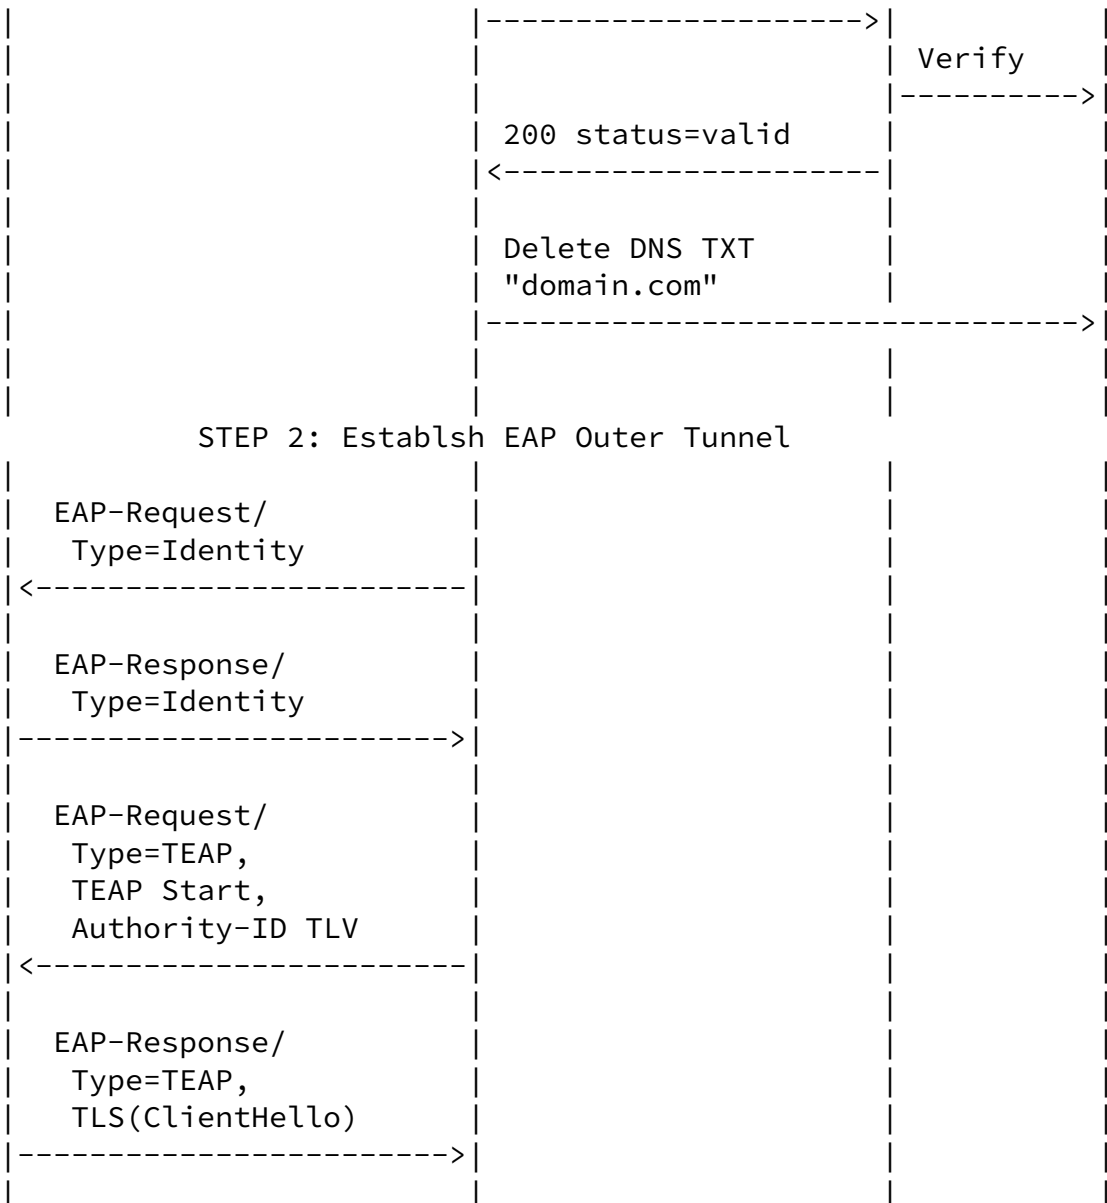 Verify
200 status=valid
Delete DNS TXT
"domain.com"
STEP 2: Establsh EAP Outer Tunnel
EAP-Request/
Type=Identity
EAP-Response/
Type=Identity
EAP-Request/
Type=TEAP,
TEAP Start,
Authority-ID TLV
EAP-Response/
Type=TEAP,
TLS(ClientHello)